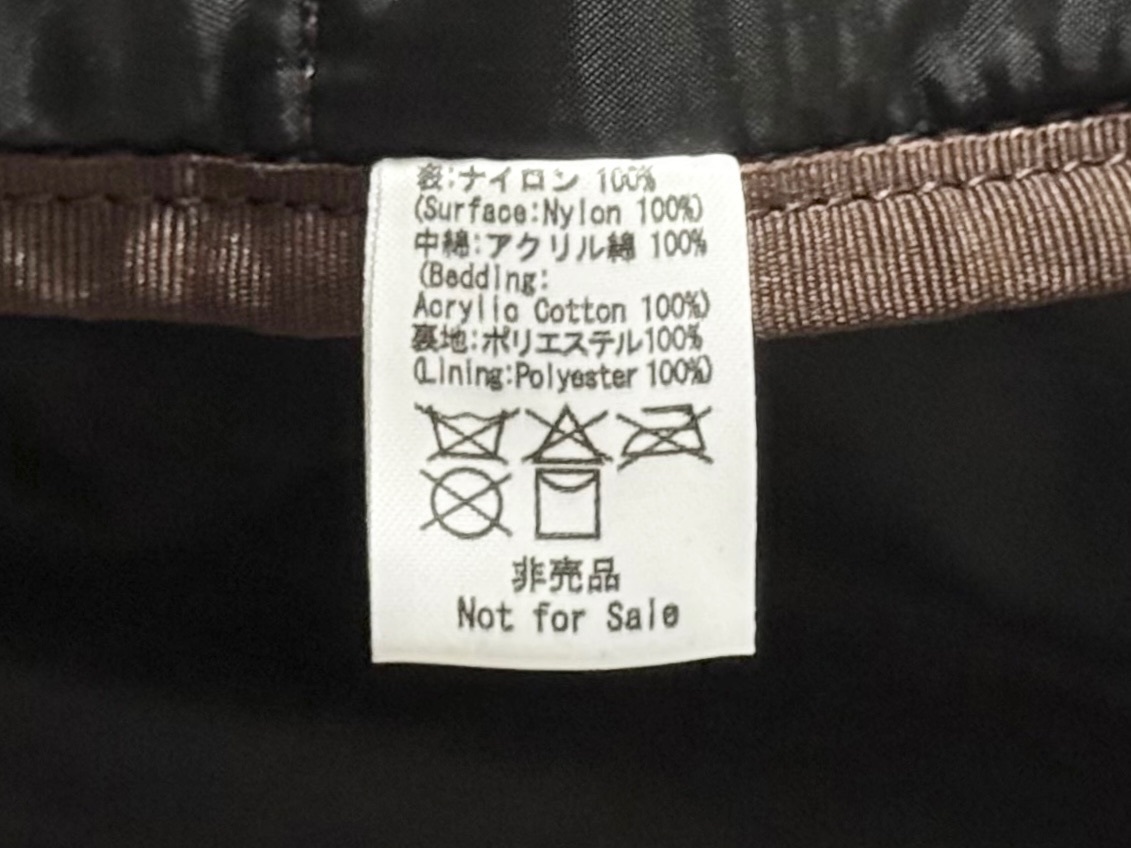 表:ナイロン 100%
(Surface:Nylon 100%)
中綿:アクリル綿 100%
(Bedding:
Acrylic Cotton 100%)
裏地:ポリエステル100%
(Lining:Polyester 100%)
非売品
Not for Sale